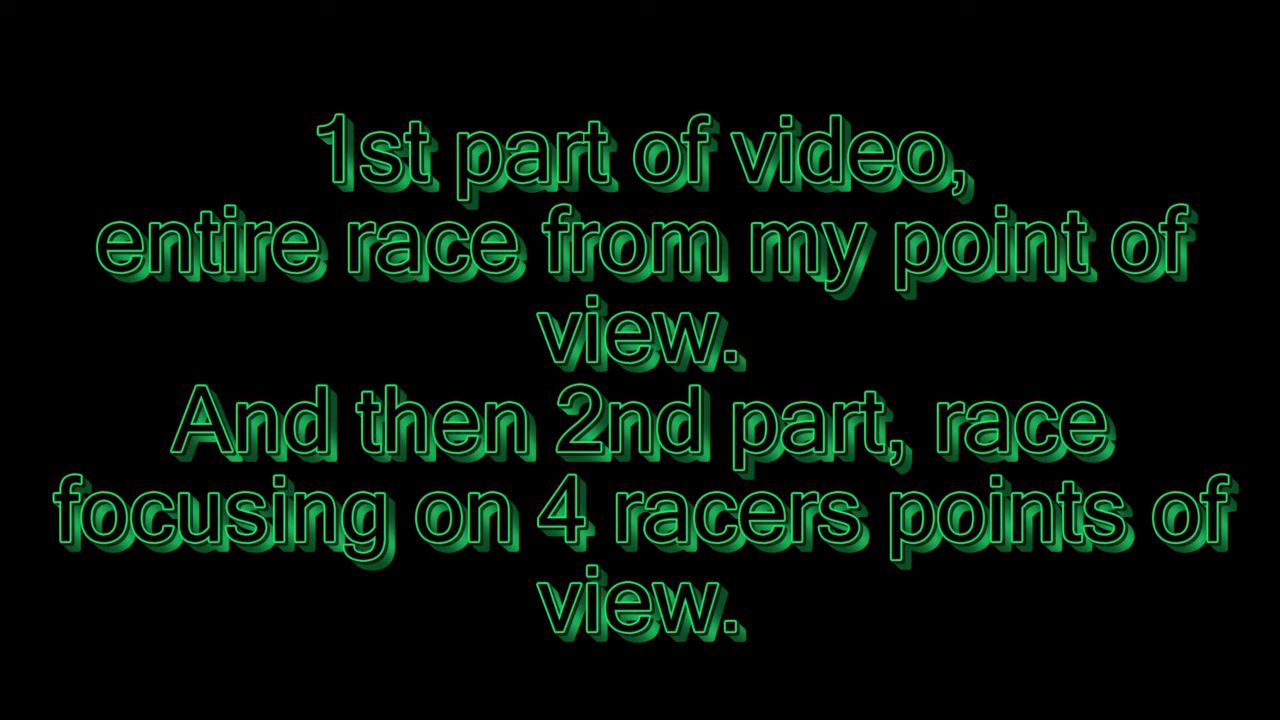 1st part of video,
entire race from my point of
view.
And then 2nd part, race
focusing on 4 racers points of
view.